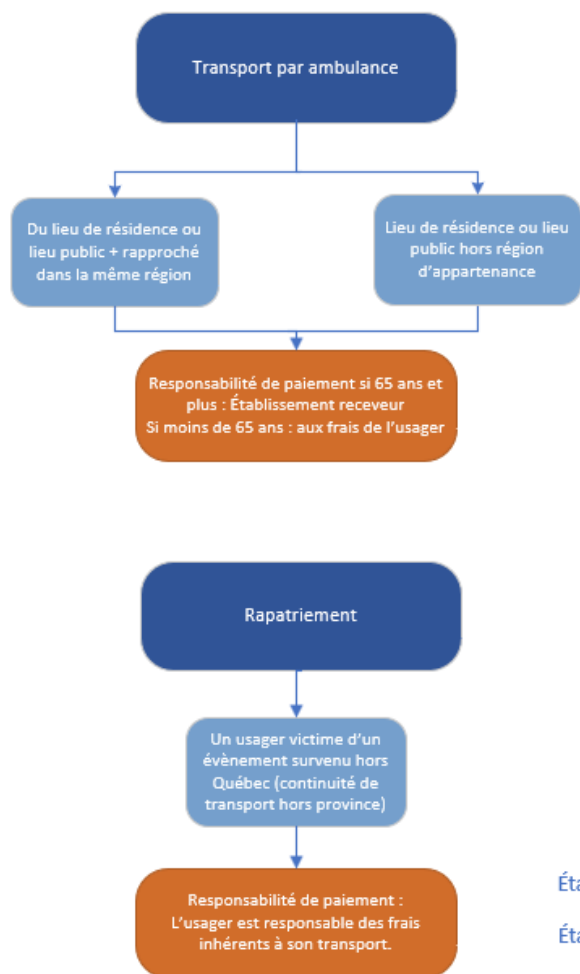 Transport par ambulance
Du lieu de résidence ou
lieu public + rapproché
dans la même région
Lieu de résidence ou lieu
public hors région
d'appartenance
Responsabilité de paiement si 65 ans et
plus : Établissement receveur
Si moins de 65 ans : aux frais de l'usager
Rapatriement
Un usager victime d'un
évènement survenu hors
Québec (continuité de
transport hors province)
Responsabilité de paiement :
L'usager est responsable des frais
inhérents à son transport.